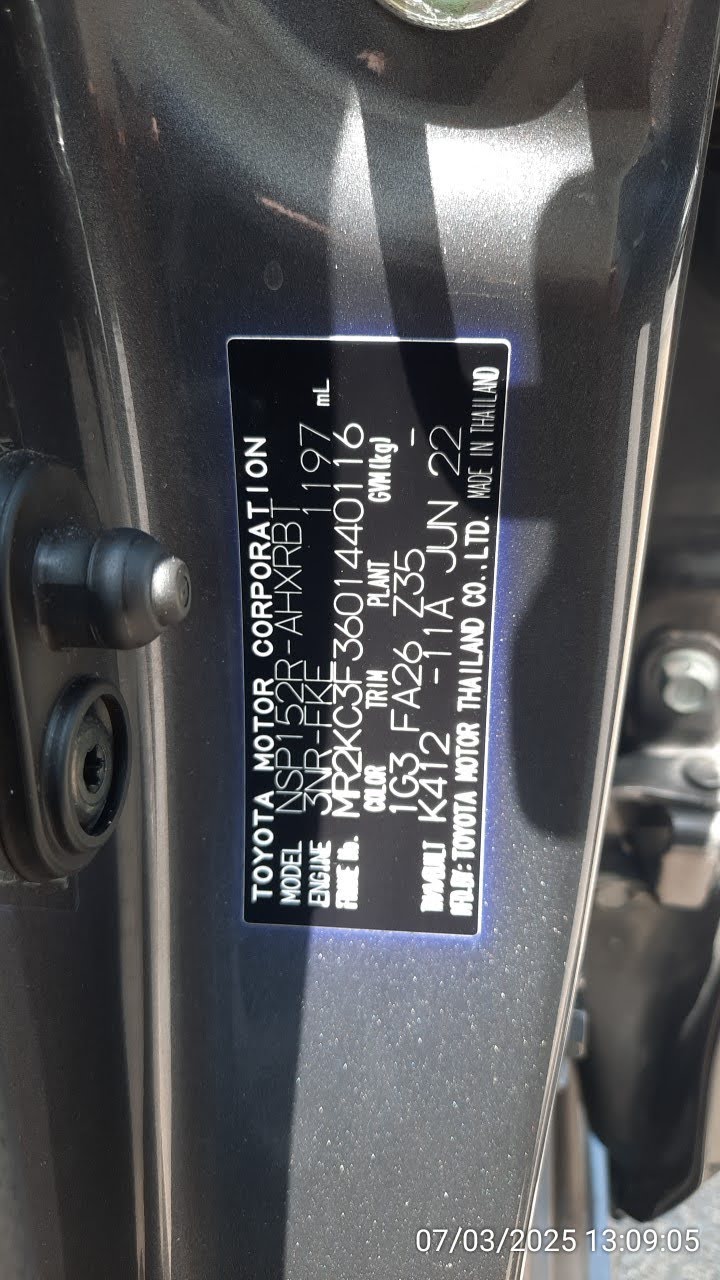 TOYOTA MOTOR CORPORATION
MODEL NSP152R-AHXRBT
ENGINE 3NR-FKE 1197 mL
FRAME No. MR2KC3F3601440116
COLOR TRIM PLANT GVM(kg)
1G3 FA26 Z35 -
K412 -11A JUN 22
MFD.BY: TOYOTA MOTOR THAILAND CO.,LTD. MADE IN THAILAND
07/03/2025 13:09:05